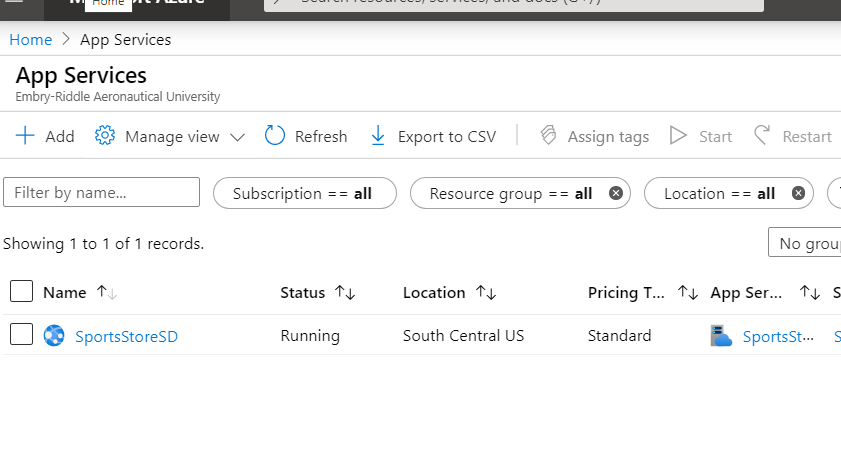 Home
Search resources, services, and docs (G+/)
Home > App Services
App Services
Embry-Riddle Aeronautical University
Add Manage view Refresh Export to CSV Assign tags Start Restart
Filter by name... Subscription == all Resource group == all Location == all
Showing 1 to 1 of 1 records.
No grou
Name Status Location Pricing T... App Ser... S
SportsStoreSD Running South Central US Standard SportsSt... S